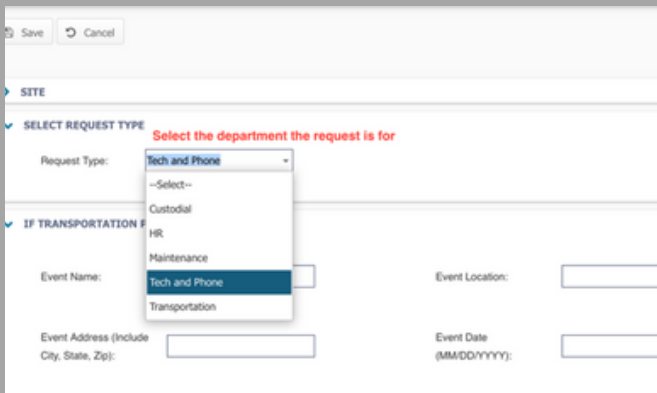 Save Cancel
SITE
SELECT REQUEST TYPE
Select the department the request is for
Request Type: Tech and Phone
--Select--
Custodial
HR
Maintenance
Tech and Phone
Transportation
IF TRANSPORTATION
Event Name: Event Location:
Event Address (Include City, State, Zip): Event Date (MM/DD/YYYY):